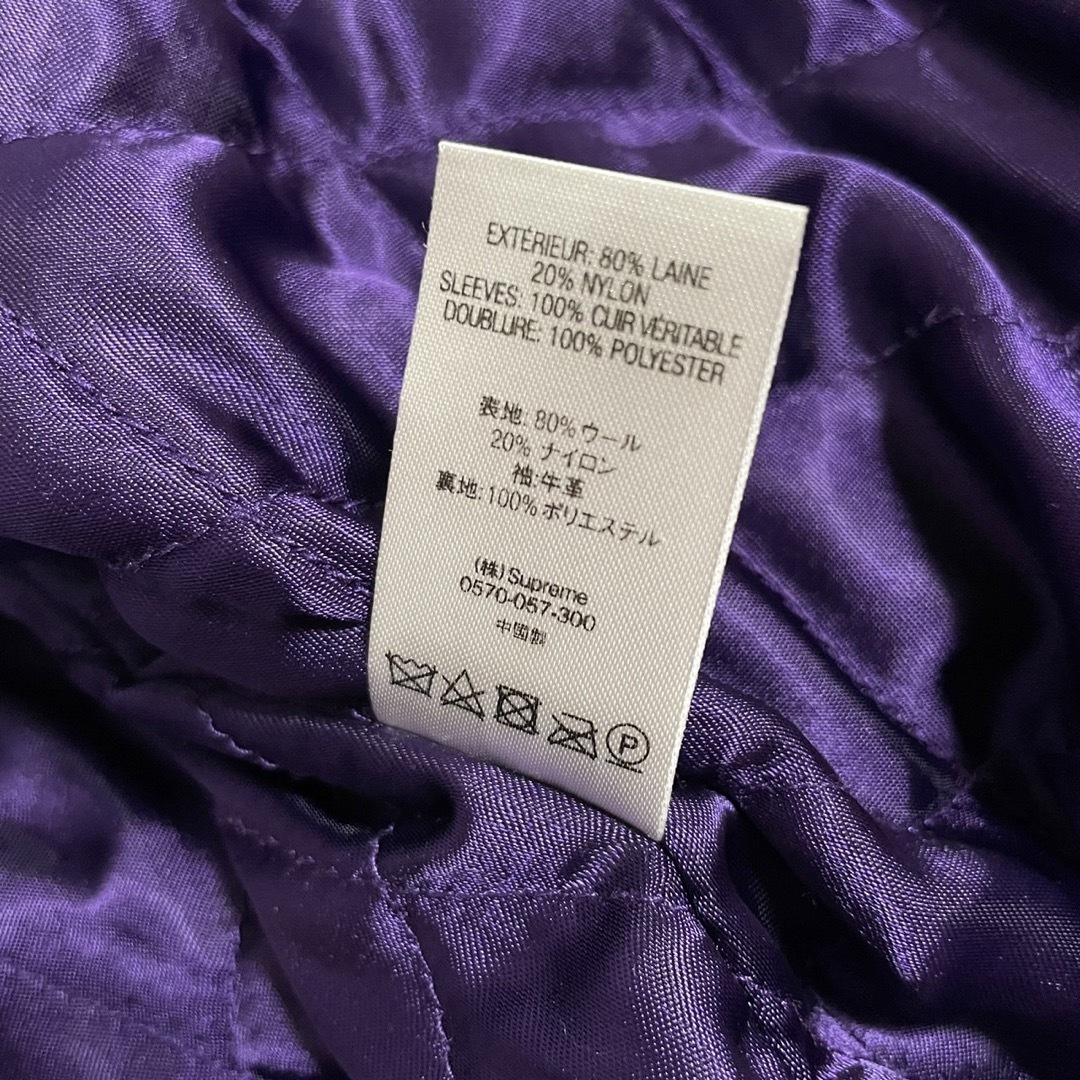 EXTÉRIEUR: 80% LAINE
20% NYLON
SLEEVES: 100% CUIR VÉRITABLE
DOUBLURE: 100% POLYESTER
表地: 80%ウール
20% ナイロン
袖:牛革
裏地:100%ポリエステル
(株)Supreme
0570-057-300
中國製
P